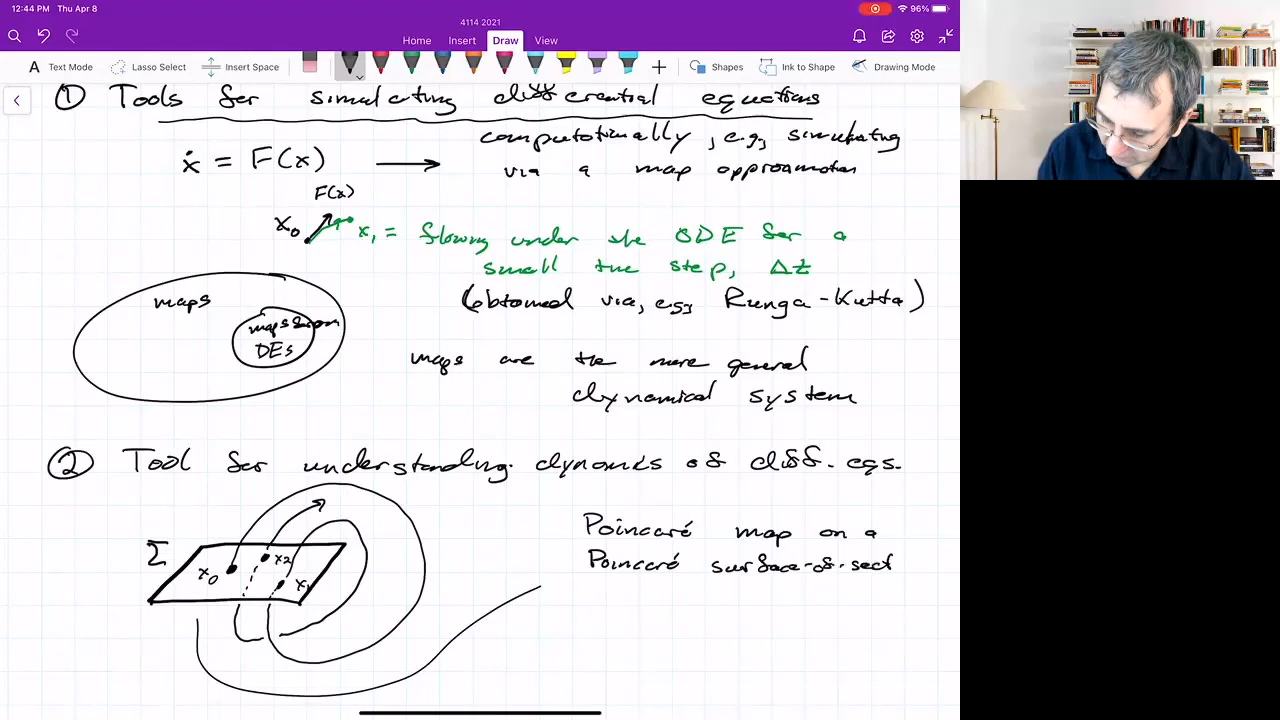 12:44 PM Thu Apr 8
96%
4114 2021
Home Insert Draw View
Text Mode Lasso Select Insert Space Shapes Ink to Shape Drawing Mode
① Tools for simulating differential equations
ẋ = F(x) → computationally, e.g., simulating
via a map approximation
F(x)
x₀ x₁ = flowing under the ODE for a
small time step, Δt
(obtained via, e.g., Runga-Kutta)
maps
maps from
DEs
maps are the more general
dynamical system
② Tool for understanding dynamics of diff. eqs.
Σ x₀ x₂ x₁
Poincaré map on a
Poincaré surface-of-sect